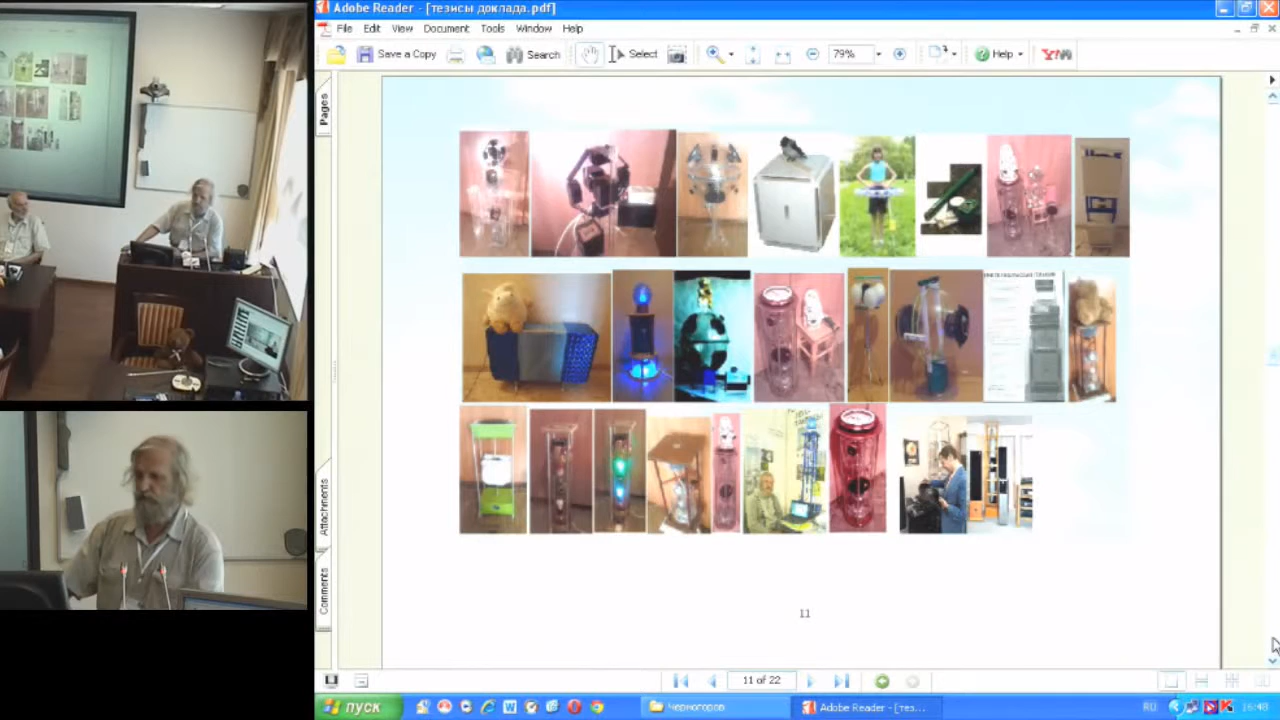 Adobe Reader - [тезисы доклада.pdf]
File Edit View Document Tools Window Help
Save a Copy Search Select 79% Help
Pages
Attachments
Comments
11
11 of 22
пуск Черногоров Adobe Reader - [тез... RU 16:48